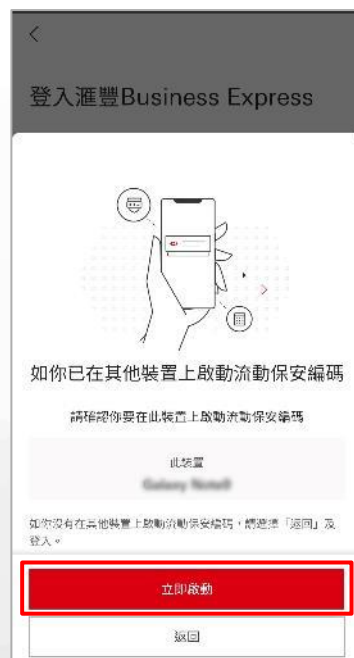 登入滙豐Business Express
如你已在其他裝置上啟動流動保安編碼
請確認你要在此裝置上啟動流動保安編碼
此裝置
Galaxy Note9
如你沒有在其他裝置上啟動流動保安編碼，請選擇「返回」及
登入。
立即啟動
返回